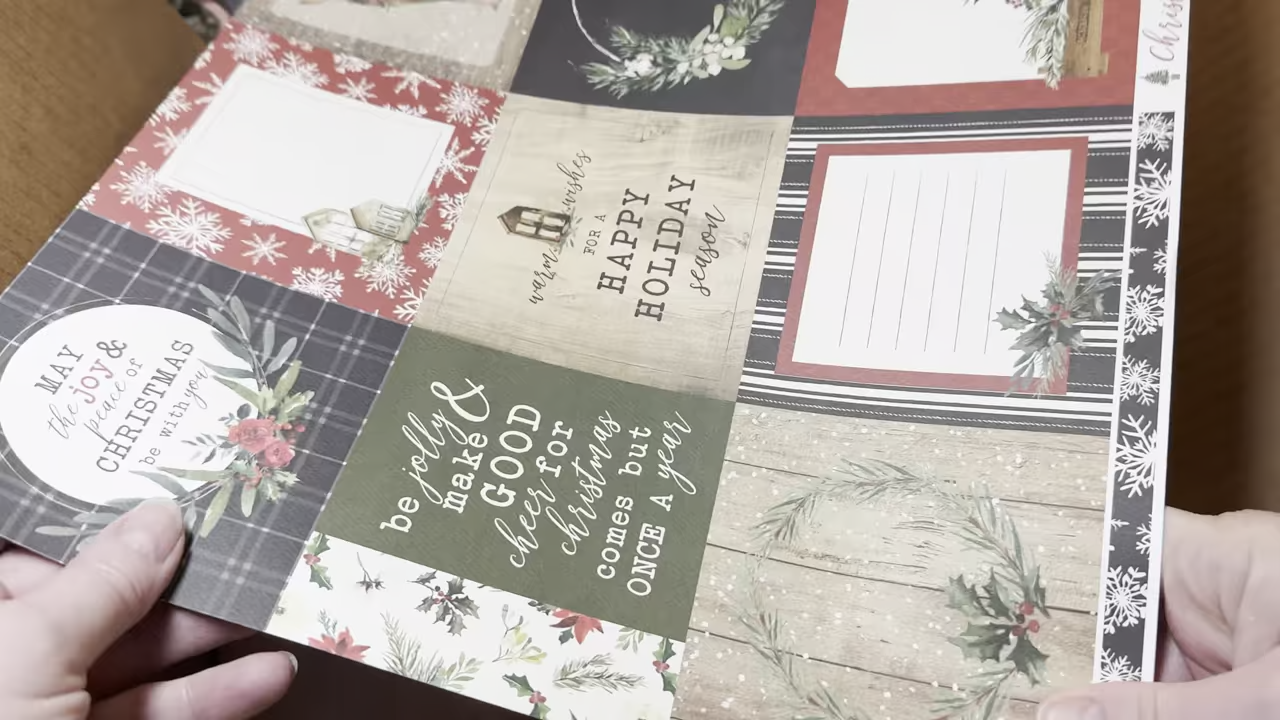 Chris
warm wishes
FOR A
HAPPY
HOLIDAY
season
MAY
the joy &
peace of
CHRISTMAS
be with you
be jolly &
make
GOOD
cheer for
christmas
comes but
ONCE A year